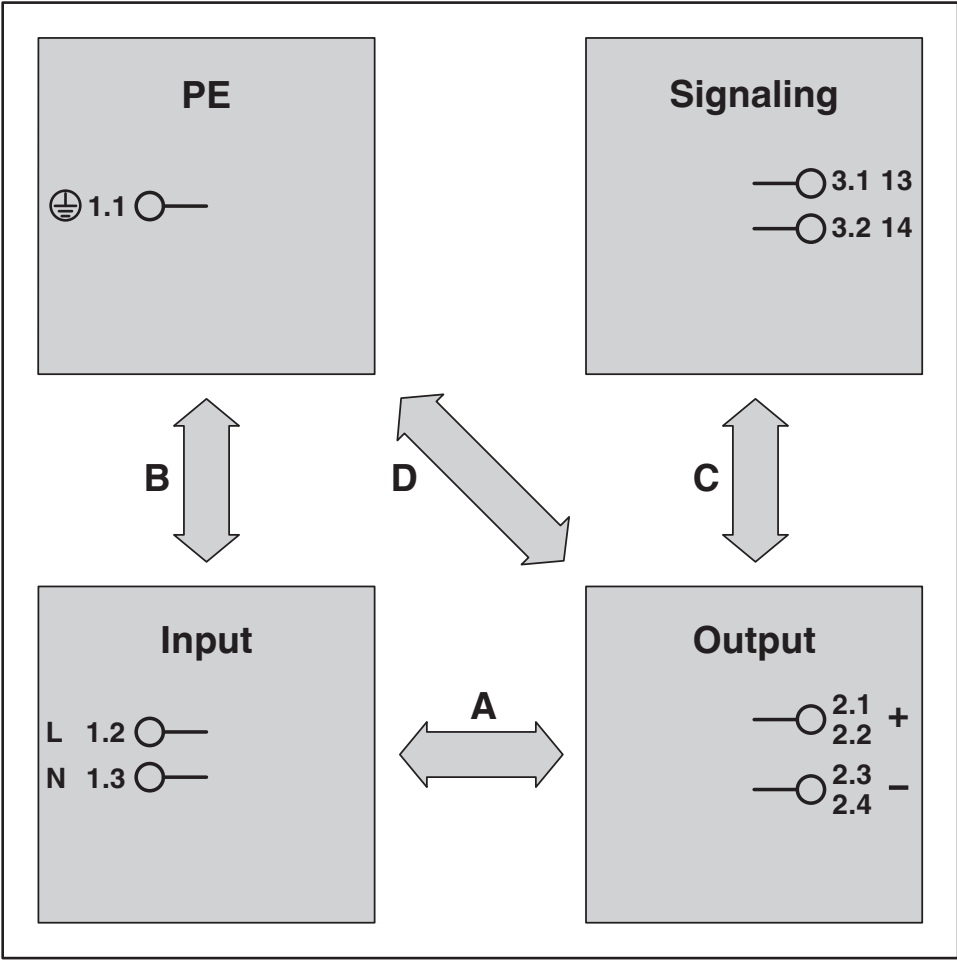 PE
1.1
Signaling
3.1 13
3.2 14
B
D
C
Input
L 1.2
N 1.3
A
Output
2.1
2.2 +
2.3
2.4 −